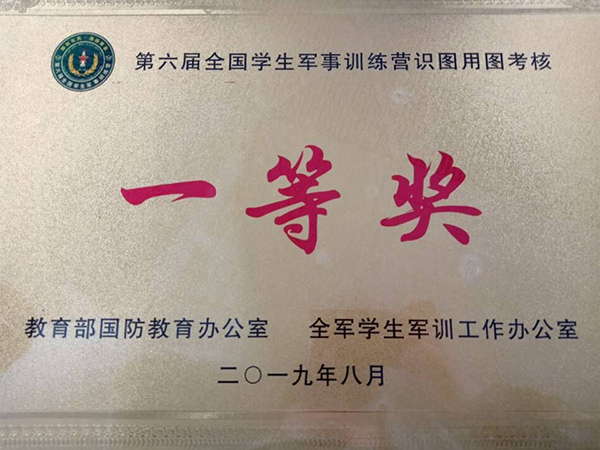 第六届全国学生军事训练营识图用图考核
一等奖
教育部国防教育办公室 全军学生军训工作办公室
二〇一九年八月